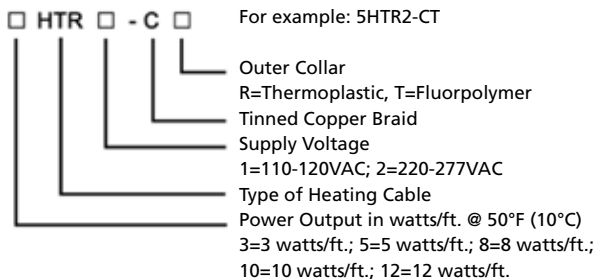 □ HTR □ - C □
For example: 5HTR2-CT
Outer Collar
R=Thermoplastic, T=Fluorpolymer
Tinned Copper Braid
Supply Voltage
1=110-120VAC; 2=220-277VAC
Type of Heating Cable
Power Output in watts/ft. @ 50°F (10°C)
3=3 watts/ft.; 5=5 watts/ft.; 8=8 watts/ft.;
10=10 watts/ft.; 12=12 watts/ft.